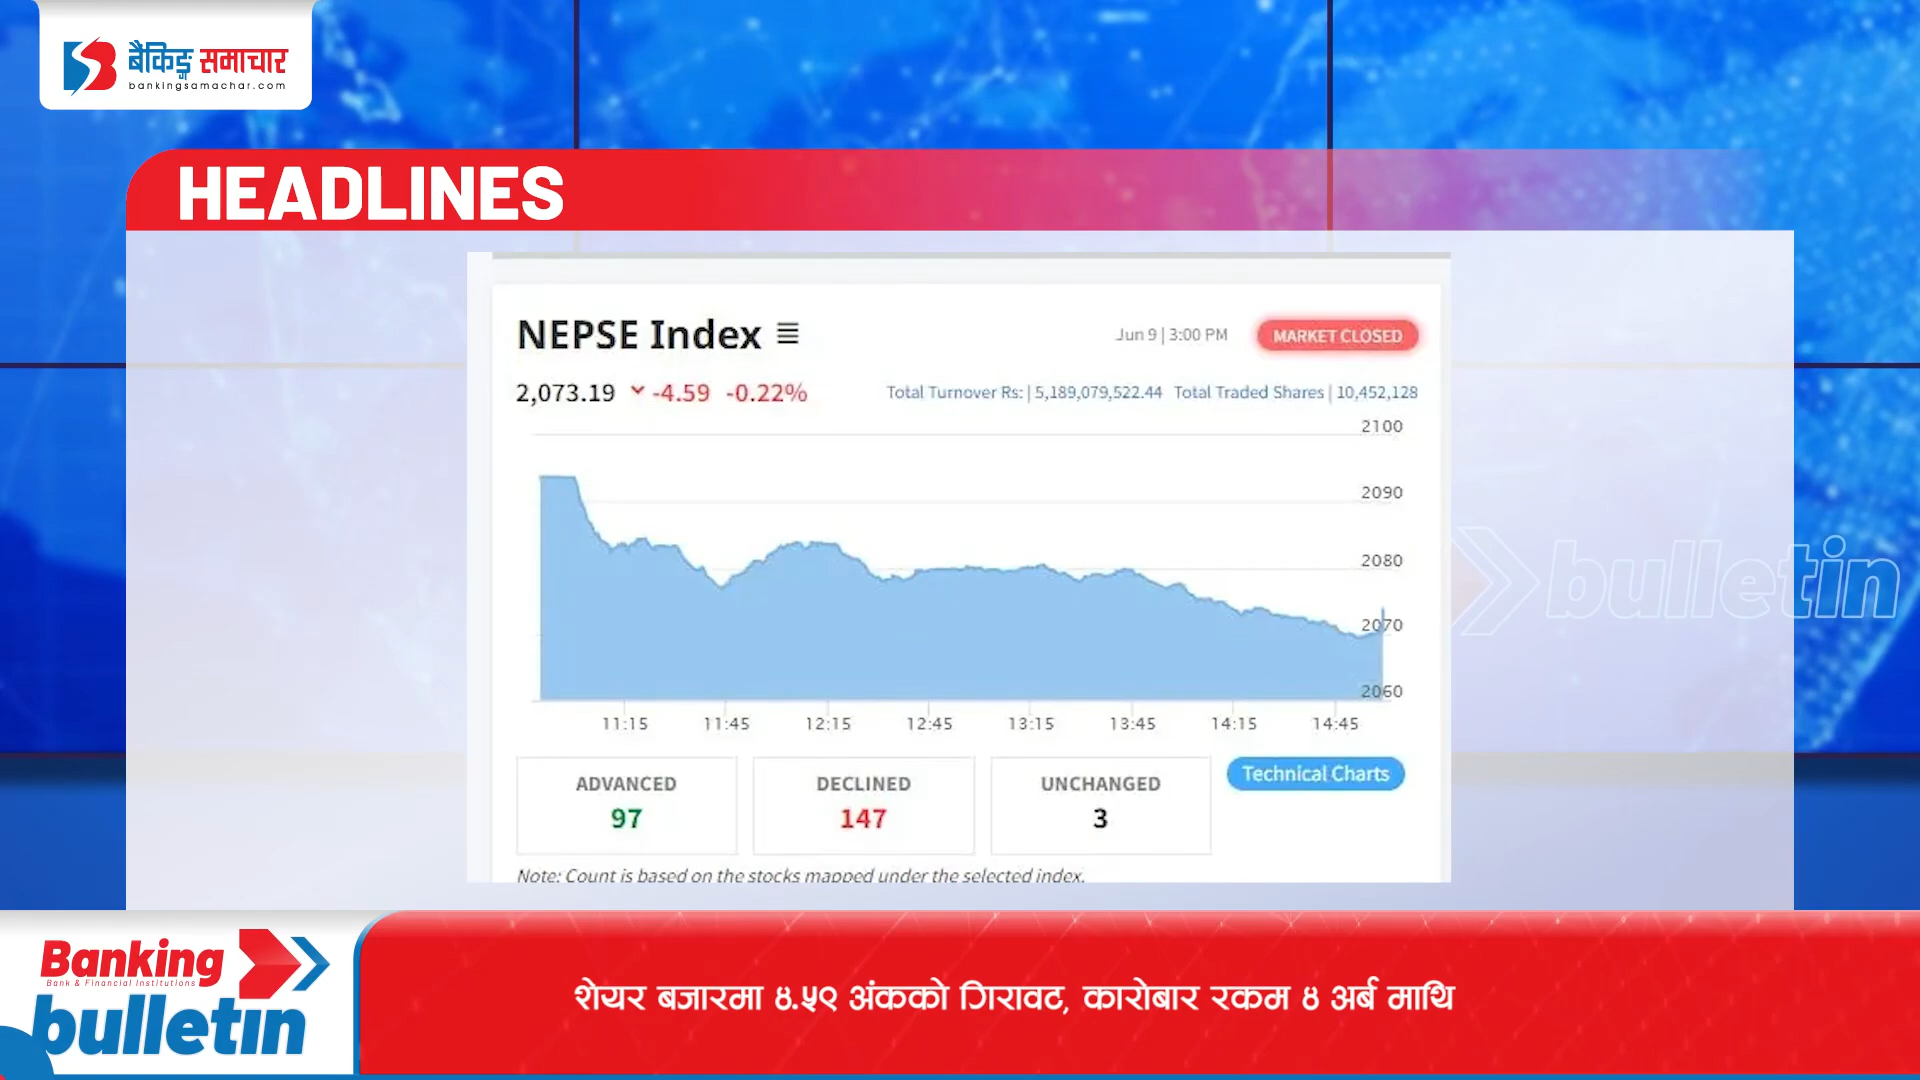 बैंकिङ्ग समाचार
bankingsamachar.com
HEADLINES
NEPSE Index
Jun 9 | 3:00 PM
MARKET CLOSED
2,073.19 -4.59 -0.22%
Total Turnover Rs: | 5,189,079,522.44 Total Traded Shares | 10,452,128
2100
2090
2080
2070
2060
11:15 11:45 12:15 12:45 13:15 13:45 14:15 14:45
ADVANCED
97
DECLINED
147
UNCHANGED
3
Technical Charts
Note: Count is based on the stocks mapped under the selected index.
bulletin
Banking
Bank & Financial Institutions
bulletin
शेयर बजारमा ४.५९ अंकको गिरावट, कारोबार रकम ४ अर्ब माथि